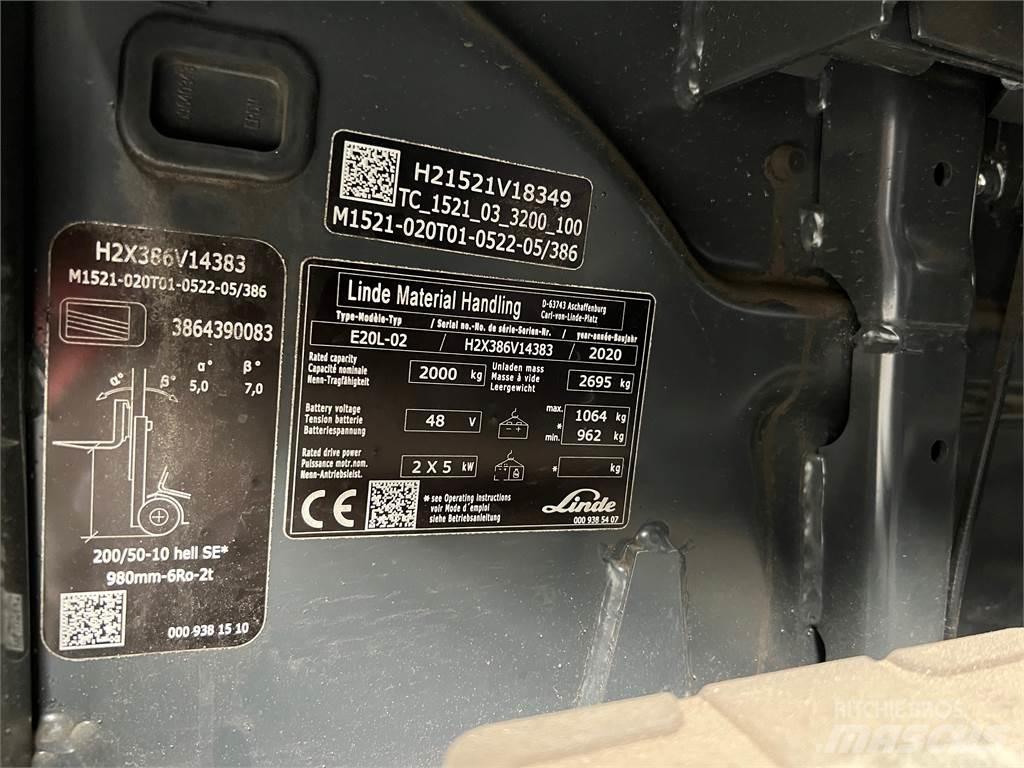 H21521V18349
TC_1521_03_3200_100
M1521-020T01-0522-05/386
H2X386V14383
M1521-020T01-0522-05/386
3864390083
α° β°
5,0 7,0
α° β°
200/50-10 hell SE*
980mm-6Ro-2t
000 938 15 10
Linde Material Handling
D-63743 Aschaffenburg
Carl-von-Linde-Platz
Type-Modèle-Typ / Serial no.-No. de série-Serien-Nr. / year-année-Baujahr
E20L-02 / H2X386V14383 / 2020
Rated capacity
Capacité nominale
Nenn-Tragfähigkeit
2000 kg
Unladen mass
Masse à vide
Leergewicht
2695 kg
Battery voltage
Tension batterie
Batteriespannung
48 V
max. 1064 kg
*
min. 962 kg
Rated drive power
Puissance motr.nom.
Nenn-Antriebsleist.
2 X 5 kW
* kg
CE
* see Operating Instructions
voir Mode d'emploi
siehe Betriebsanleitung
Linde
000 938 54 07
RITCHIE BROS.
MASCUS